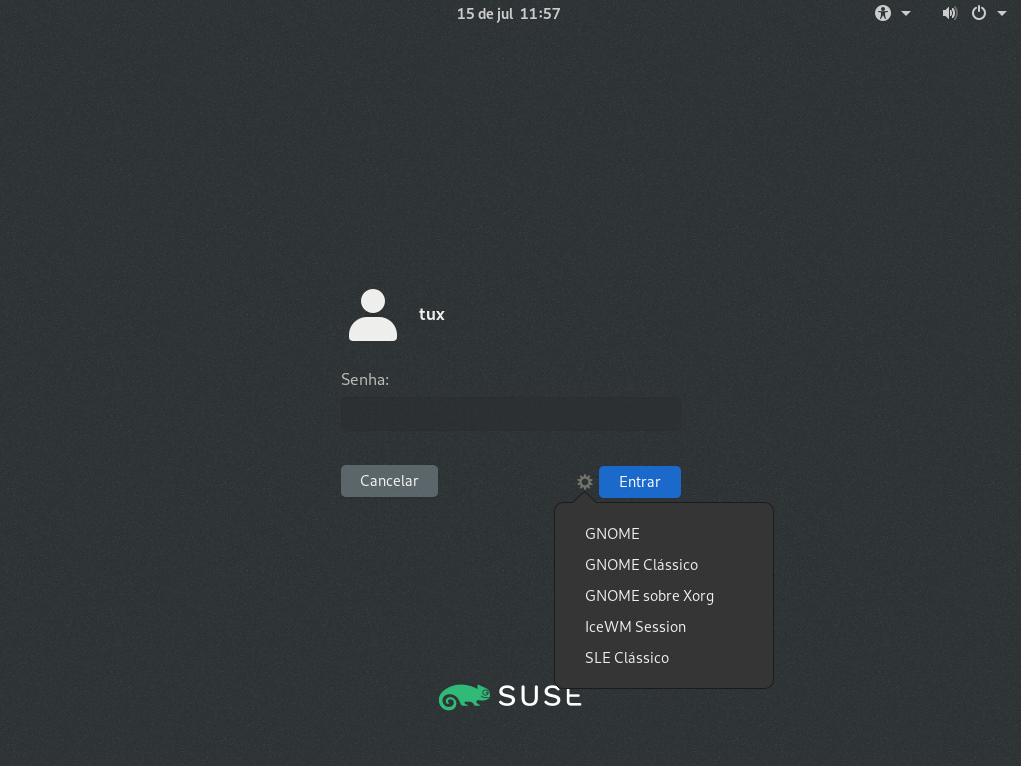 15 de jul 11:57
tux
Senha:
Cancelar
Entrar
GNOME
GNOME Clássico
GNOME sobre Xorg
IceWM Session
SLE Clássico
SUSE